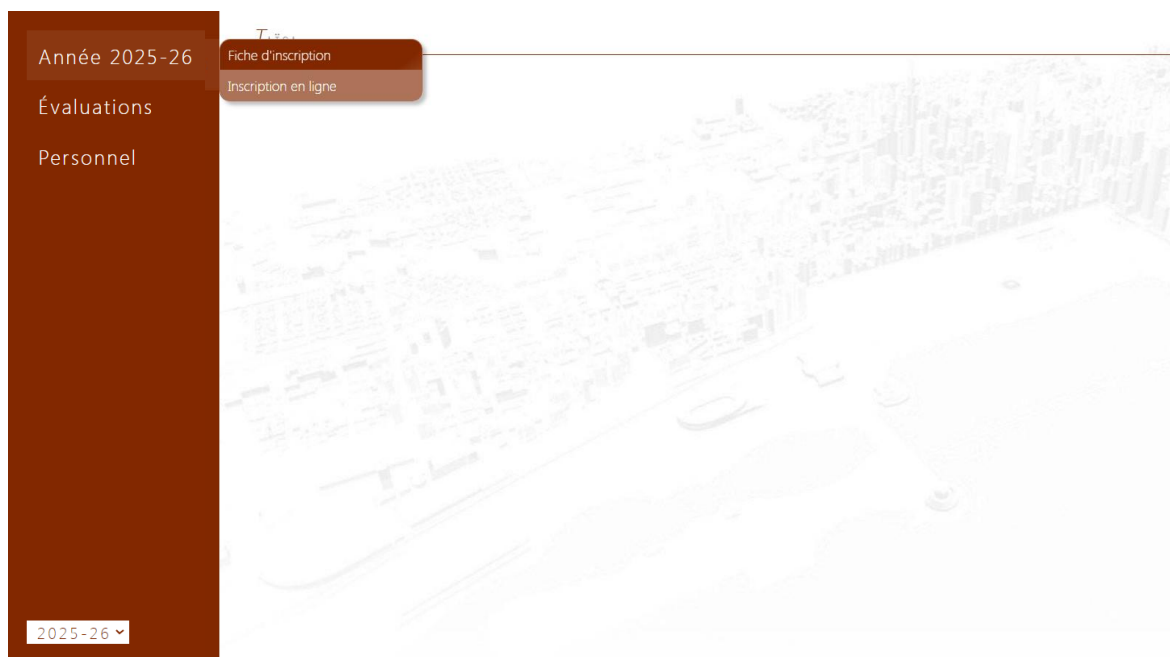 Année 2025-26
Fiche d'inscription
Inscription en ligne
Évaluations
Personnel
2025-26